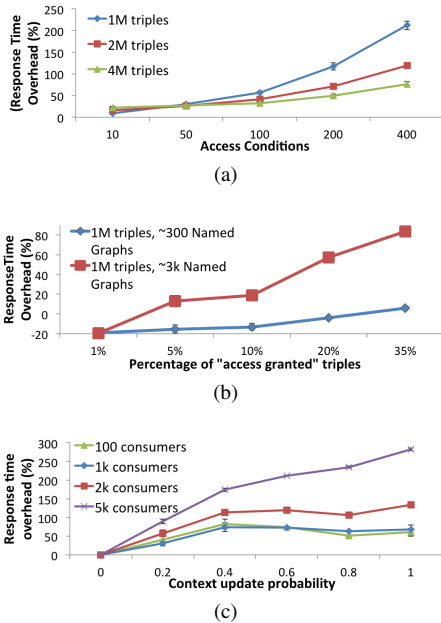 (Response Time
Overhead (%)
250
200
150
100
50
0
1M triples
2M triples
4M triples
10 50 100 200 400
Access Conditions
(a)
ResponseTime
Overhead (%)
80
60
40
20
0
-20
1M triples, ~300 Named
Graphs
1M triples, ~3k Named
Graphs
1% 5% 10% 20% 35%
Percentage of "access granted" triples
(b)
Response time
overhead (%)
300
250
200
150
100
50
0
100 consumers
1k consumers
2k consumers
5k consumers
0 0.2 0.4 0.6 0.8 1
Context update probability
(c)